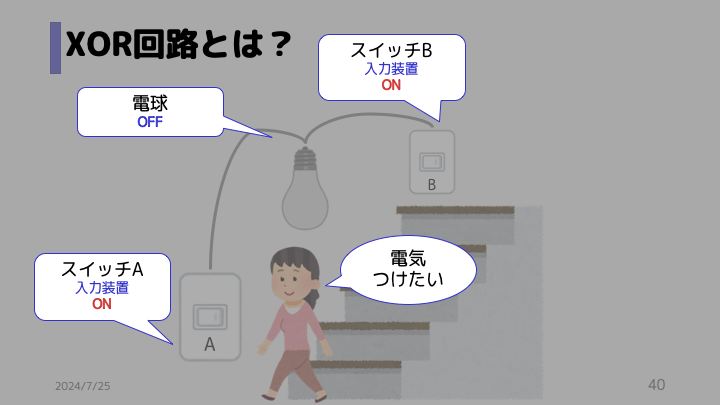 XOR回路とは？
スイッチB
入力装置
ON
電球
OFF
B
スイッチA
入力装置
ON
電気
つけたい
A
2024/7/25
40